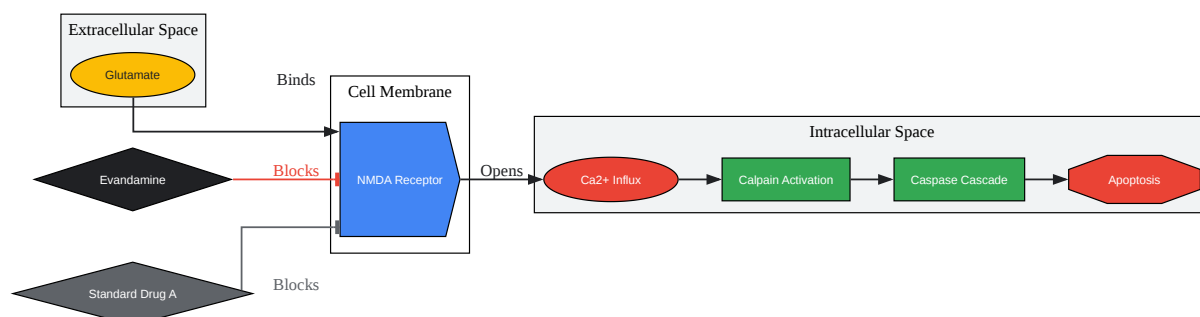 Extracellular Space
Glutamate
Binds
Cell Membrane
Evandamine
Blocks
NMDA Receptor
Opens
Intracellular Space
Ca2+ Influx
Calpain Activation
Caspase Cascade
Apoptosis
Standard Drug A
Blocks